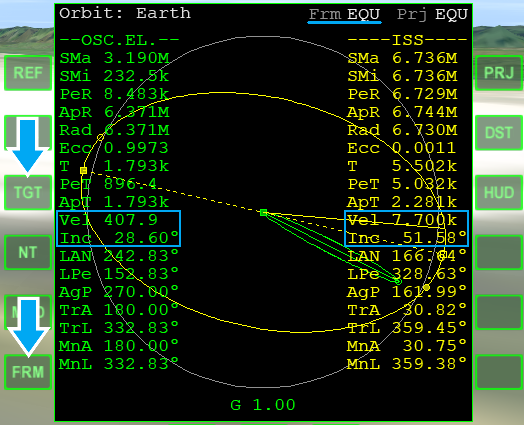 Orbit: Earth Frm EQU Prj EQU
--OSC.EL.-- ----ISS----
SMa 3.190M SMa 6.736M
SMi 232.5k SMi 6.736M
PeR 8.483k PeR 6.729M
ApR 6.371M ApR 6.744M
Rad 6.371M Rad 6.730M
Ecc 0.9973 Ecc 0.0011
T 1.793k T 5.502k
PeT 896.4 PeT 5.032k
ApT 1.793k ApT 2.281k
Vel 407.9 Vel 7.700k
Inc 28.60° Inc 51.58°
LAN 242.83° LAN
LPe 152.83° LPe 328.63°
AgP 270.00° AgP 161.99°
TrA 180.00° TrA 30.82°
TrL 332.83° TrL 359.45°
MnA 180.00° MnA 30.75°
MnL 332.83° MnL 359.38°
G 1.00
REF
TGT
NT
FRM
PRJ
DST
HUD